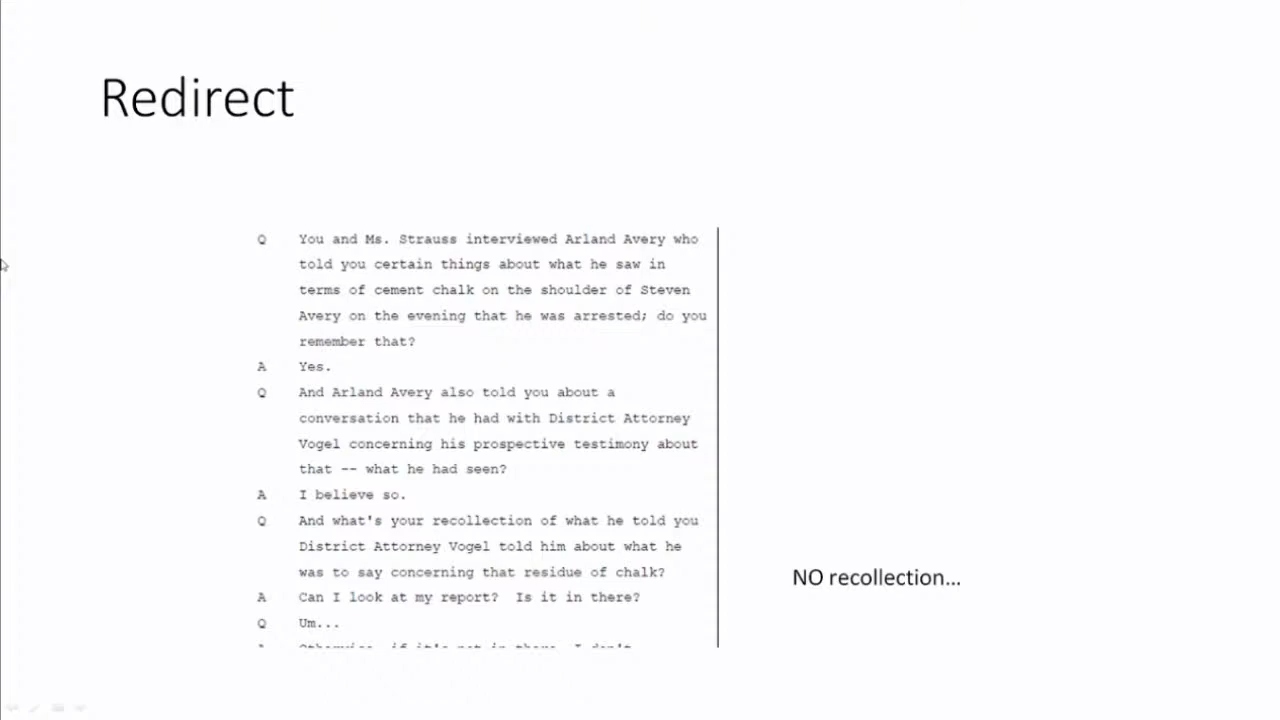 Redirect
Q You and Ms. Strauss interviewed Arland Avery who
told you certain things about what he saw in
terms of cement chalk on the shoulder of Steven
Avery on the evening that he was arrested; do you
remember that?
A Yes.
Q And Arland Avery also told you about a
conversation that he had with District Attorney
Vogel concerning his prospective testimony about
that -- what he had seen?
A I believe so.
Q And what's your recollection of what he told you
District Attorney Vogel told him about what he
was to say concerning that residue of chalk?
NO recollection...
A Can I look at my report? Is it in there?
Q Um...